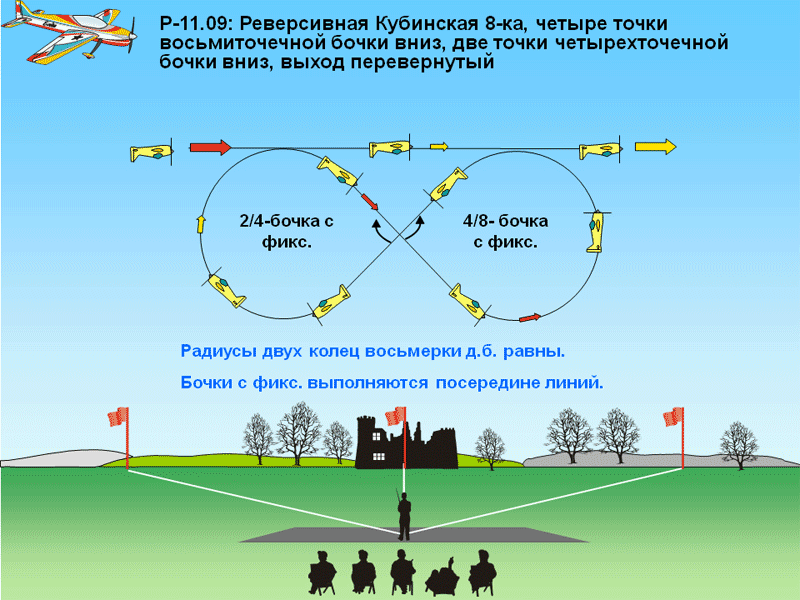 Р-11.09: Реверсивная Кубинская 8-ка, четыре точки
восьмиточечной бочки вниз, две точки четырехточечной
бочки вниз, выход перевернутый
2/4-бочка с
фикс.
4/8- бочка
с фикс.
Радиусы двух колец восьмерки д.б. равны.
Бочки с фикс. выполняются посередине линий.